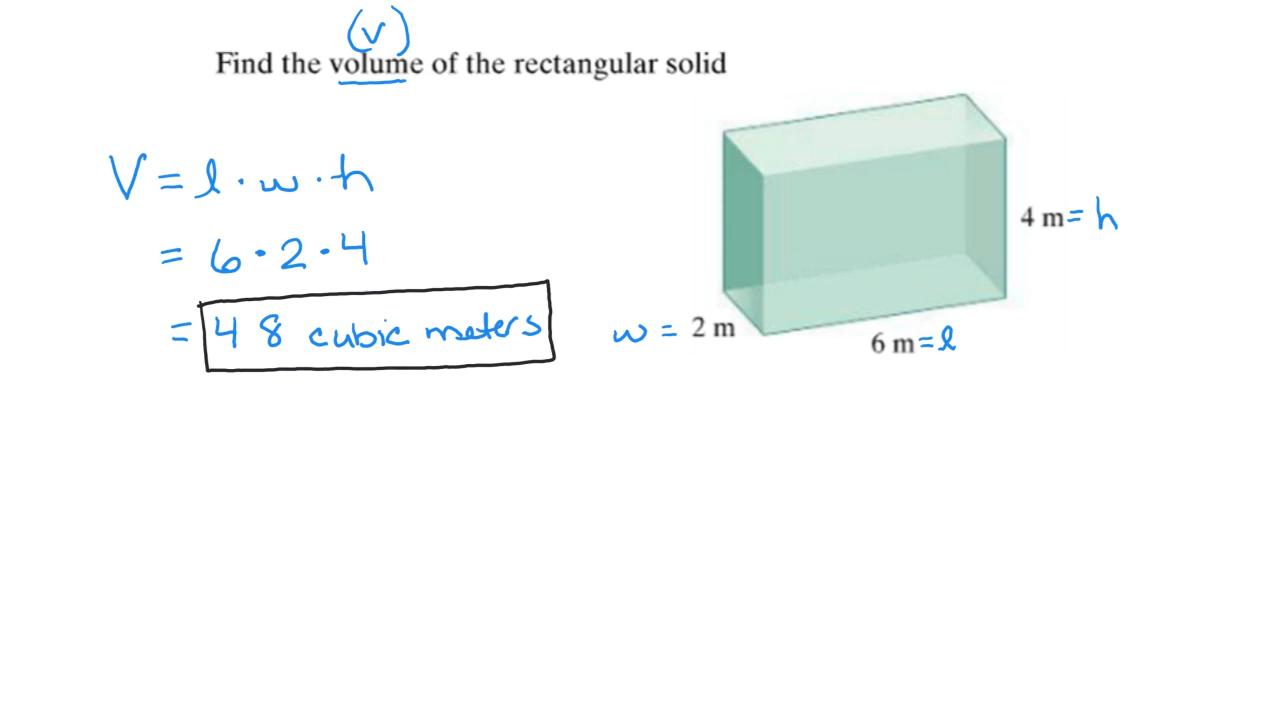 (V)
Find the volume of the rectangular solid
V = l · w · h
= 6 · 2 · 4
= 48 cubic meters
4 m = h
w = 2 m
6 m = l